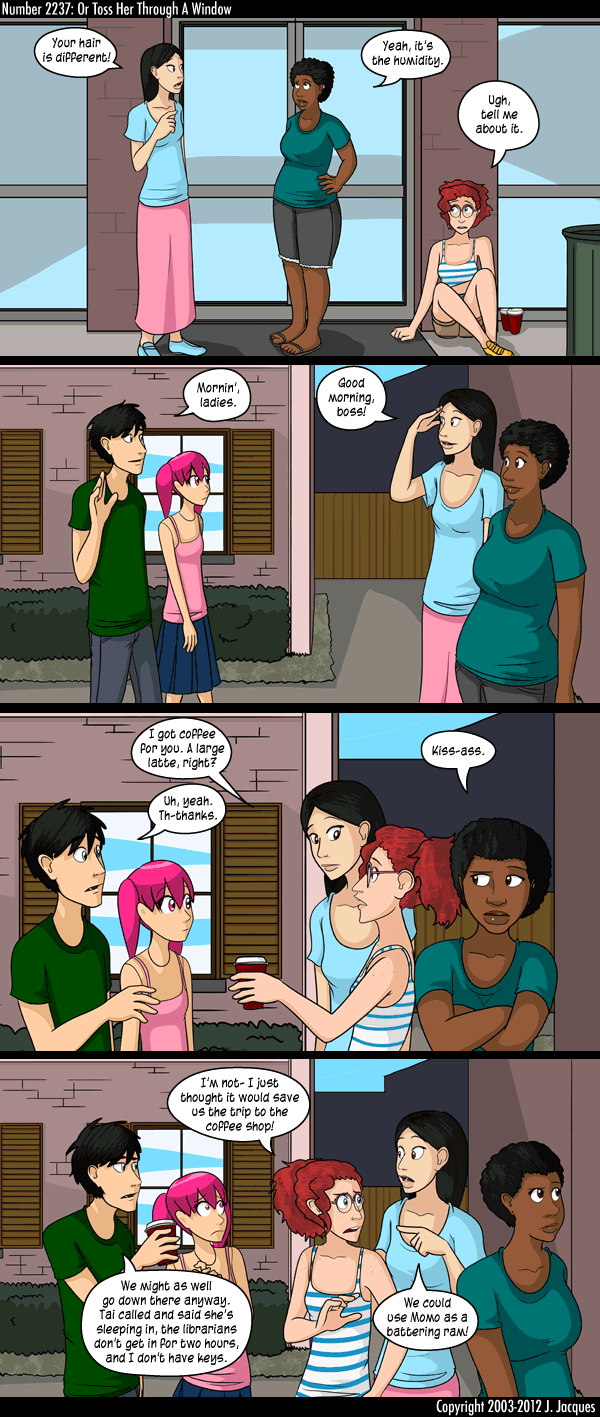 Number 2237: Or Toss Her Through A Window
Your hair
is different!
Yeah, it's
the humidity.
Ugh,
tell me
about it.
Mornin',
ladies.
Good
morning,
boss!
I got coffee
for you. A large
latte, right?
Uh, yeah.
Th-thanks.
Kiss-ass.
I'm not- I just
thought it would save
us the trip to the
coffee shop!
We might as well
go down there anyway.
Tai called and said she's
sleeping in, the librarians
don't get in for two hours,
and I don't have keys.
We could
use Momo as a
battering ram!
Copyright 2003-2012 J. Jacques